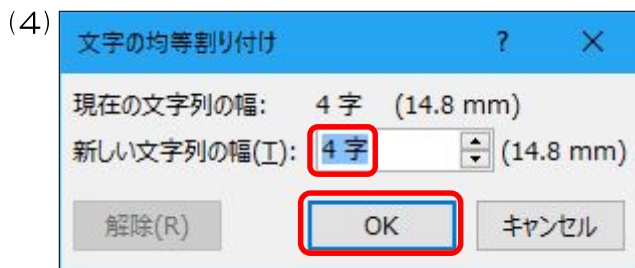 (4)
文字の均等割り付け ? ×
現在の文字列の幅: 4 字 (14.8 mm)
新しい文字列の幅(T): 4 字 (14.8 mm)
解除(R) OK キャンセル